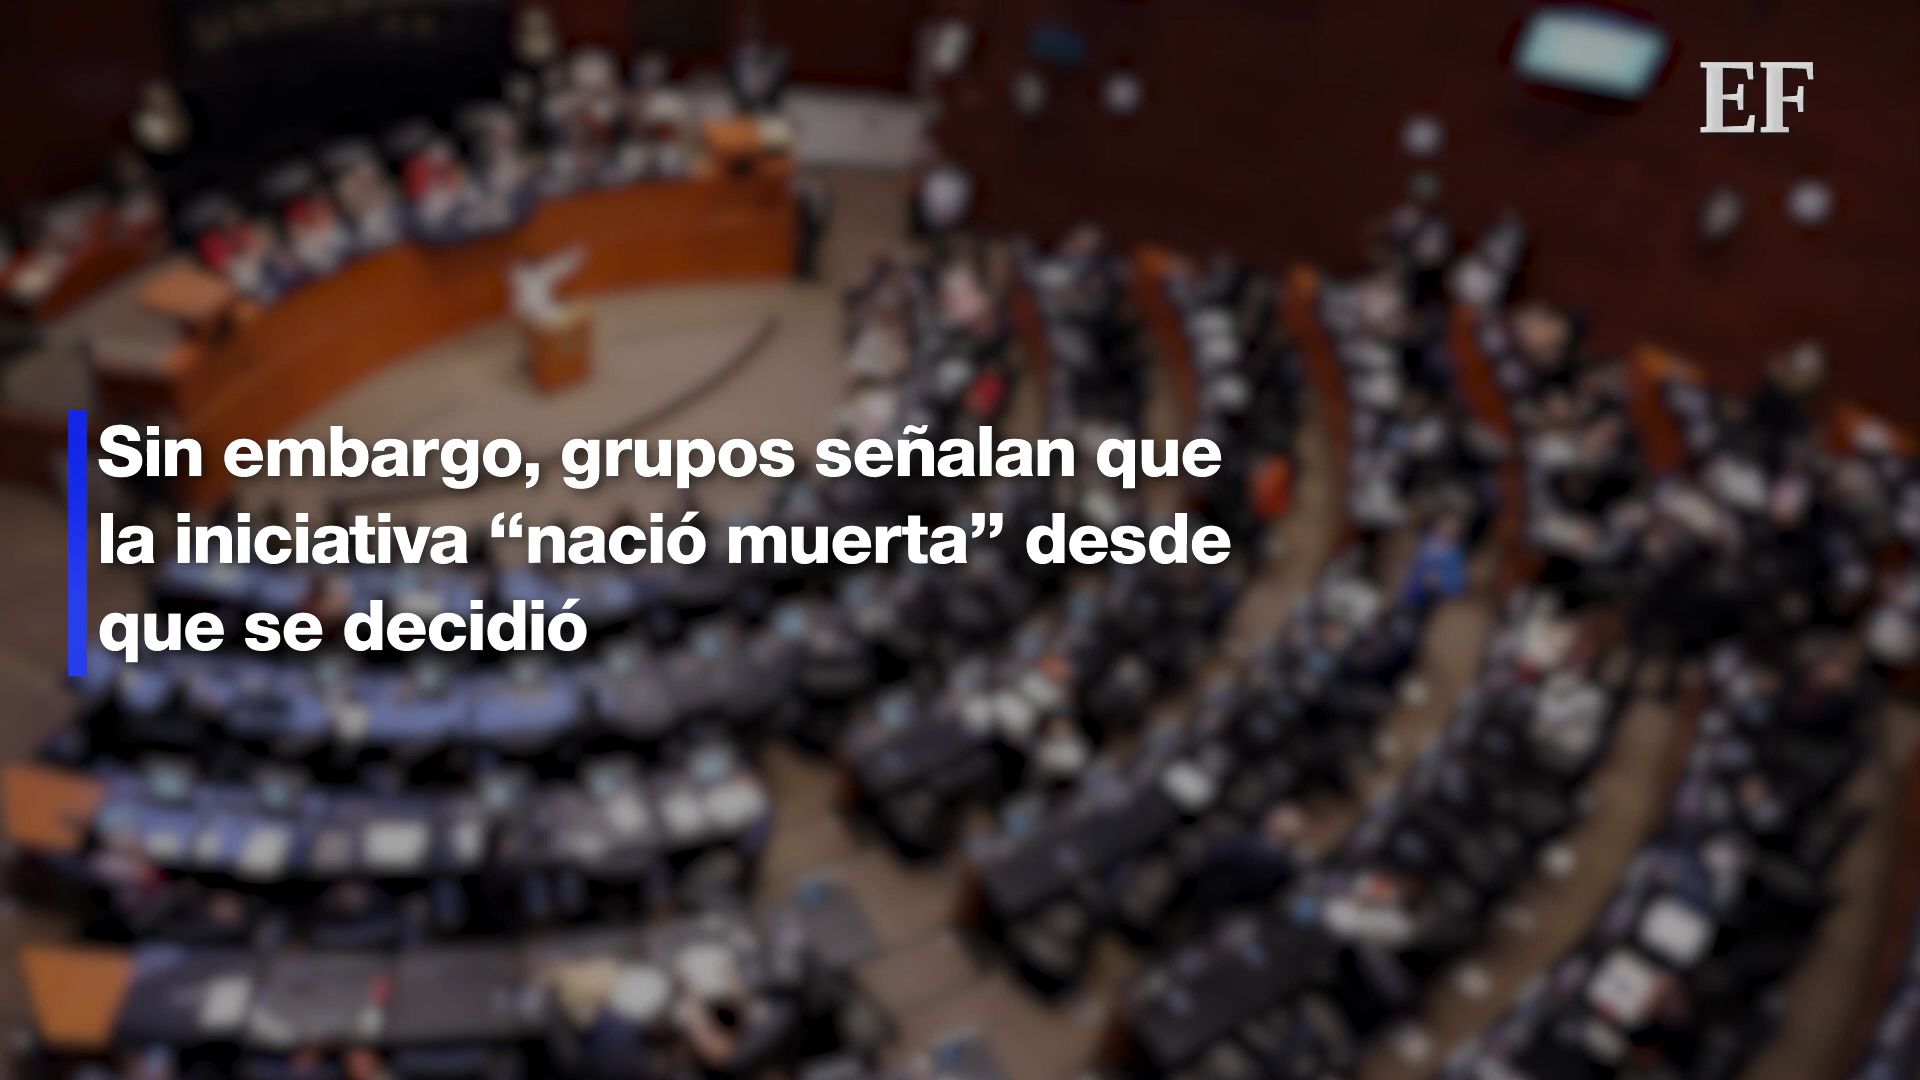 EF
Sin embargo, grupos señalan que
la iniciativa “nació muerta” desde
que se decidió